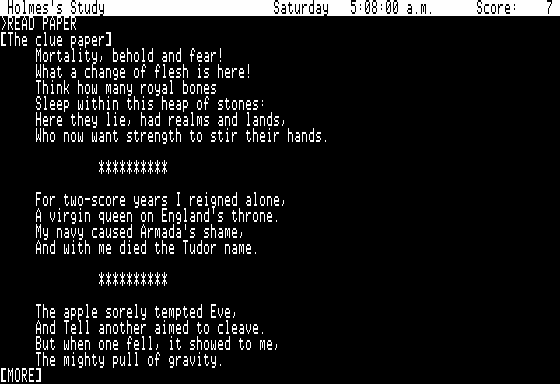 Holmes's Study Saturday 5:08:00 a.m. Score: 7
>READ PAPER
[The clue paper]
Mortality, behold and fear!
What a change of flesh is here!
Think how many royal bones
Sleep within this heap of stones:
Here they lie, had realms and lands,
Who now want strength to stir their hands.
**********
For two-score years I reigned alone,
A virgin queen on England's throne.
My navy caused Armada's shame,
And with me died the Tudor name.
**********
The apple sorely tempted Eve,
And Tell another aimed to cleave.
But when one fell, it showed to me,
The mighty pull of gravity.
[MORE]